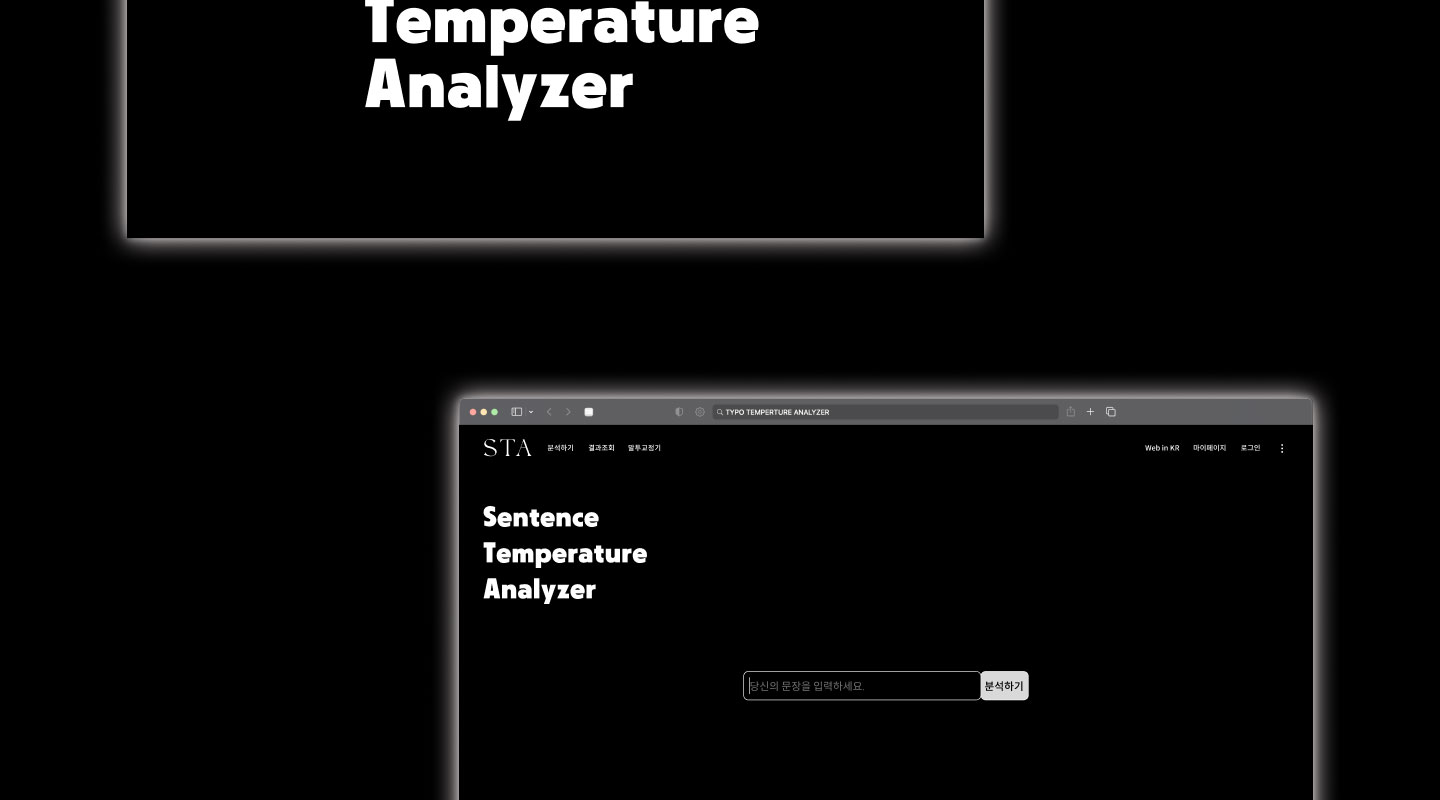 Temperature
Analyzer
TYPO TEMPERTURE ANALYZER
STA 분석하기 결과조회 말투교정기 Web in KR 마이페이지 로그인
Sentence
Temperature
Analyzer
당신의 문장을 입력하세요. 분석하기